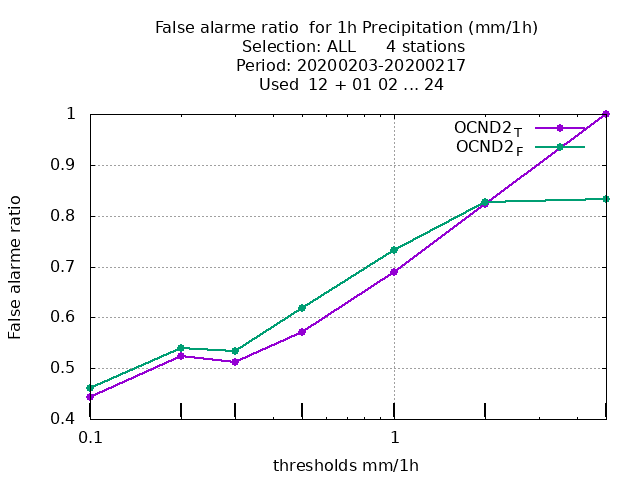 False alarme ratio  for 1h Precipitation (mm/1h)
Selection: ALL      4 stations
Period: 20200203-20200217
Used  12 + 01 02 ... 24
OCND2_T
OCND2_F
False alarme ratio
1
0.9
0.8
0.7
0.6
0.5
0.4
0.1
1
thresholds mm/1h